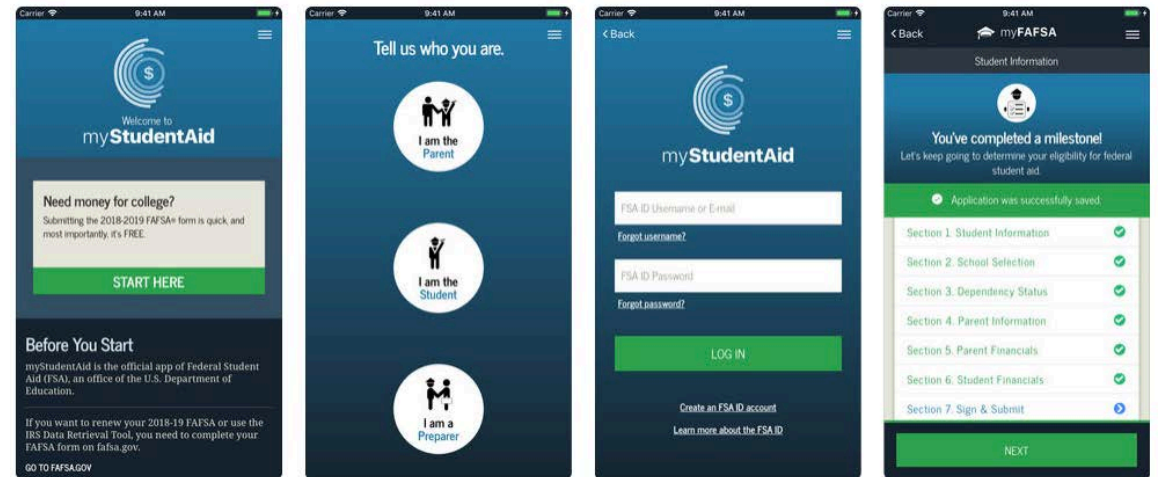 Carrier 9:41 AM
Welcome to
myStudentAid
Need money for college?
Submitting the 2018-2019 FAFSA® form is quick, and
most importantly, it's FREE.
START HERE
Before You Start
myStudentAid is the official app of Federal Student
Aid (FSA), an office of the U.S. Department of
Education.
If you want to renew your 2018-19 FAFSA or use the
IRS Data Retrieval Tool, you need to complete your
FAFSA form on fafsa.gov.
GO TO FAFSA.GOV
Carrier 9:41 AM
Tell us who you are.
I am the
Parent
I am the
Student
I am a
Preparer
Carrier 9:41 AM
< Back
$
myStudentAid
FSA ID Username or E-mail
Forgot username?
FSA ID Password
Forgot password?
LOG IN
Create an FSA ID account
Learn more about the FSA ID
Carrier 9:41 AM
< Back myFAFSA
Student Information
You've completed a milestone!
Let's keep going to determine your eligibility for federal
student aid.
Application was successfully saved.
Section 1. Student Information
Section 2. School Selection
Section 3. Dependency Status
Section 4. Parent Information
Section 5. Parent Financials
Section 6. Student Financials
Section 7. Sign & Submit
NEXT